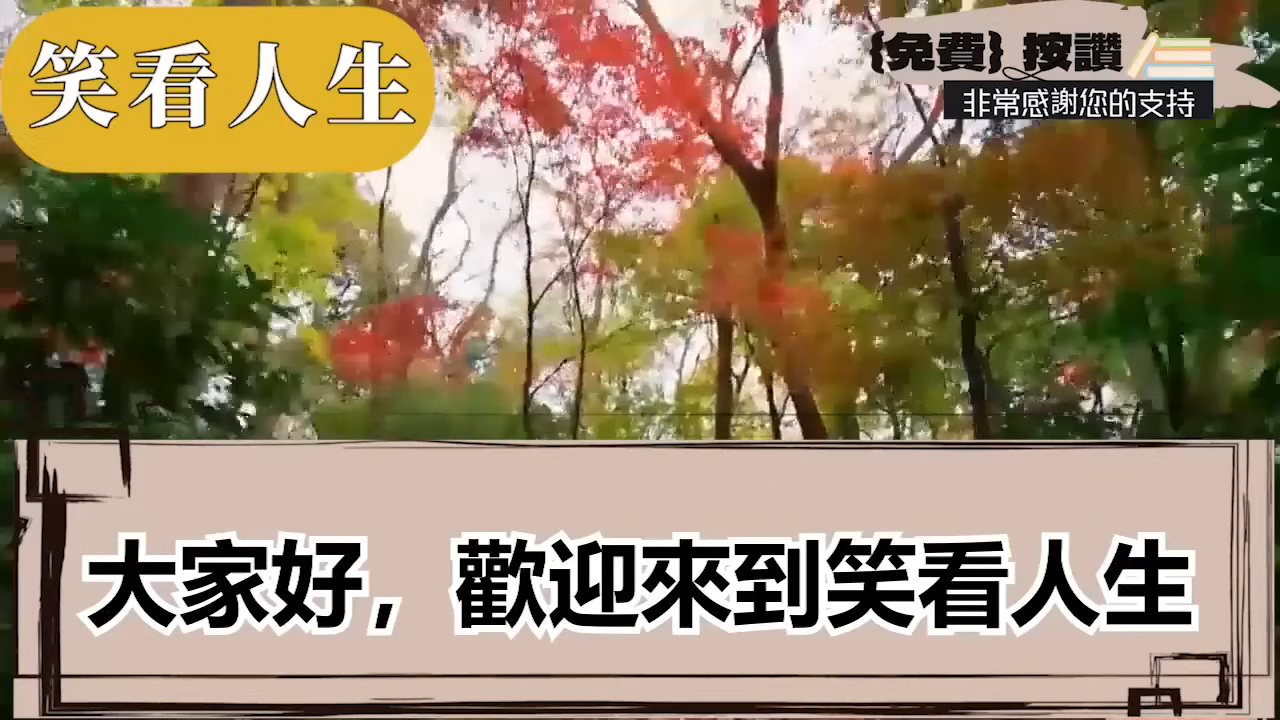 笑看人生
{免費} 按讚
非常感謝您的支持
大家好，歡迎來到笑看人生